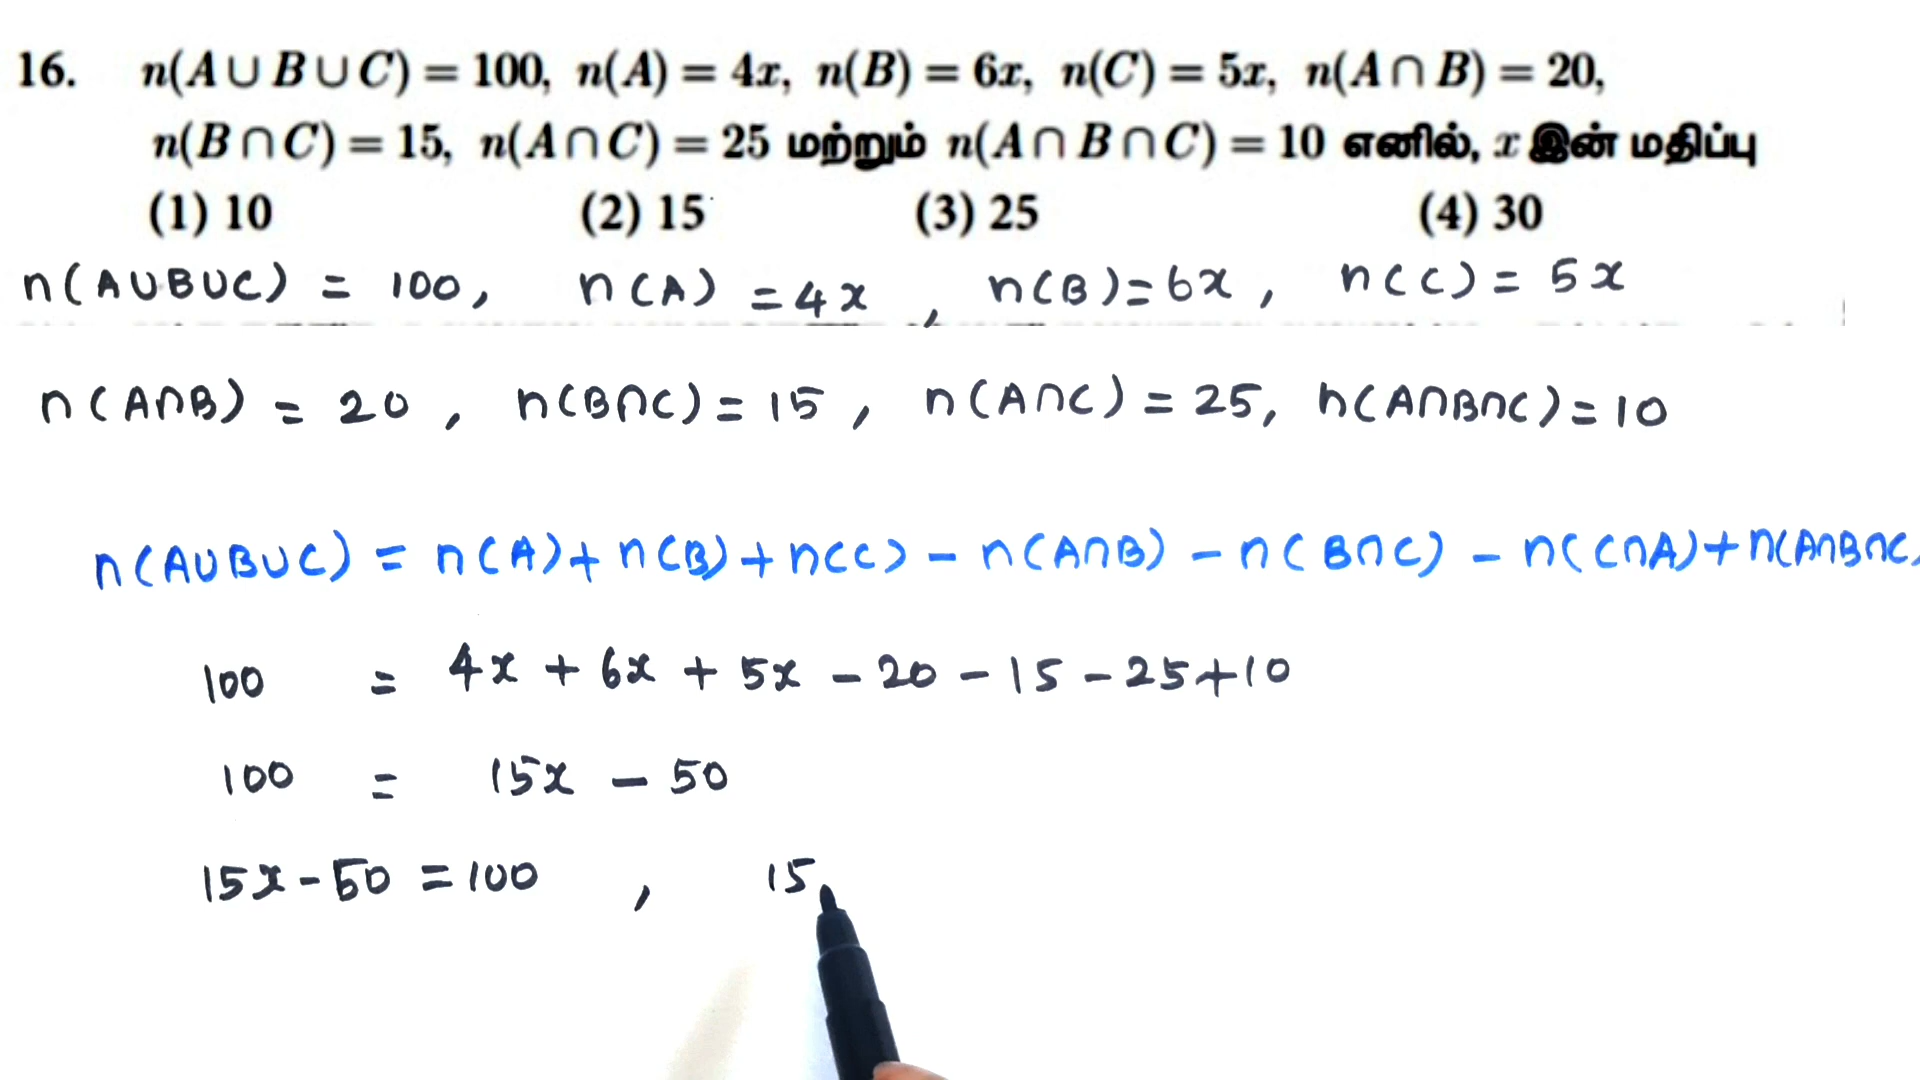 16. n(A∪B∪C) = 100, n(A) = 4x, n(B) = 6x, n(C) = 5x, n(A∩B) = 20,
n(B∩C) = 15, n(A∩C) = 25 மற்றும் n(A∩B∩C) = 10 எனில், x இன் மதிப்பு
(1) 10 (2) 15 (3) 25 (4) 30
n(A∪B∪C) = 100, n(A) = 4x, n(B) = 6x, n(C) = 5x
n(A∩B) = 20, n(B∩C) = 15, n(A∩C) = 25, n(A∩B∩C) = 10
n(A∪B∪C) = n(A) + n(B) + n(C) - n(A∩B) - n(B∩C) - n(C∩A) + n(A∩B∩C
100 = 4x + 6x + 5x - 20 - 15 - 25 + 10
100 = 15x - 50
15x - 50 = 100 , 15